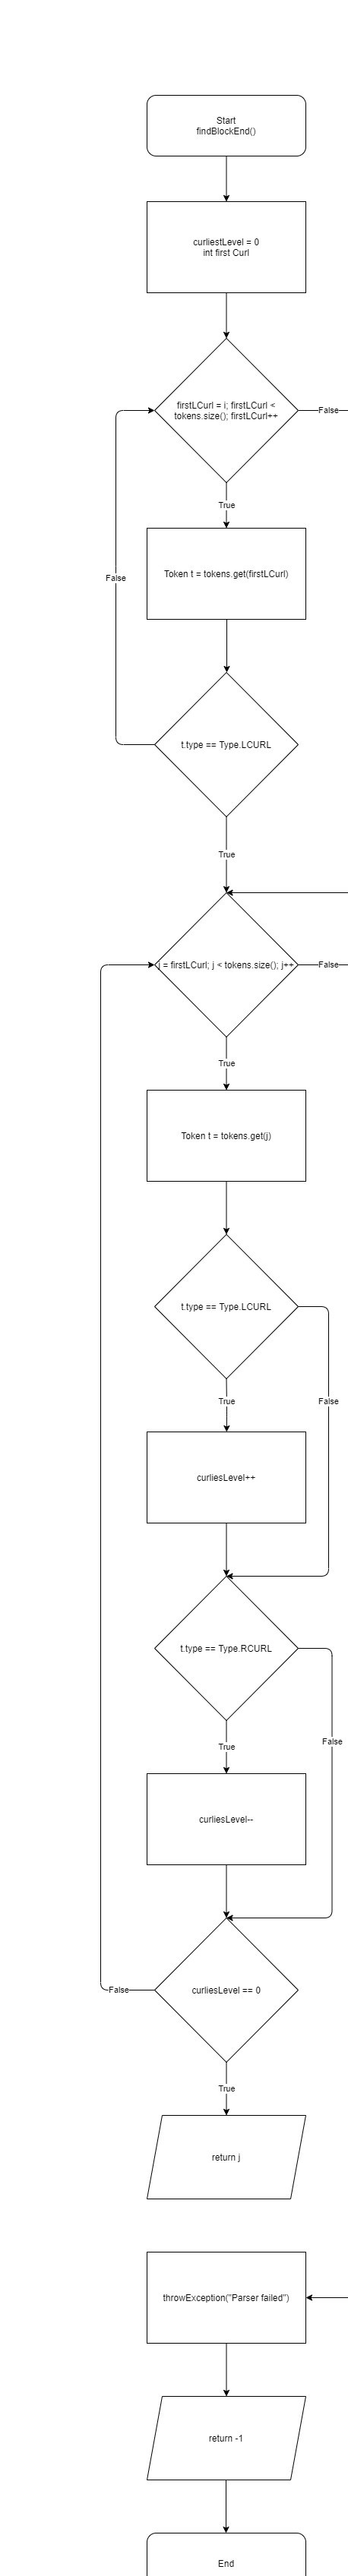 Start
findBlockEnd()
curliestLevel = 0
int first Curl
firstLCurl = i; firstLCurl <
tokens.size(); firstLCurl++
False
True
Token t = tokens.get(firstLCurl)
False
t.type == Type.LCURL
True
j = firstLCurl; j < tokens.size(); j++
False
True
Token t = tokens.get(j)
t.type == Type.LCURL
True
False
curliesLevel++
t.type == Type.RCURL
True
False
curliesLevel--
curliesLevel == 0
False
True
return j
throwException("Parser failed")
return -1
End